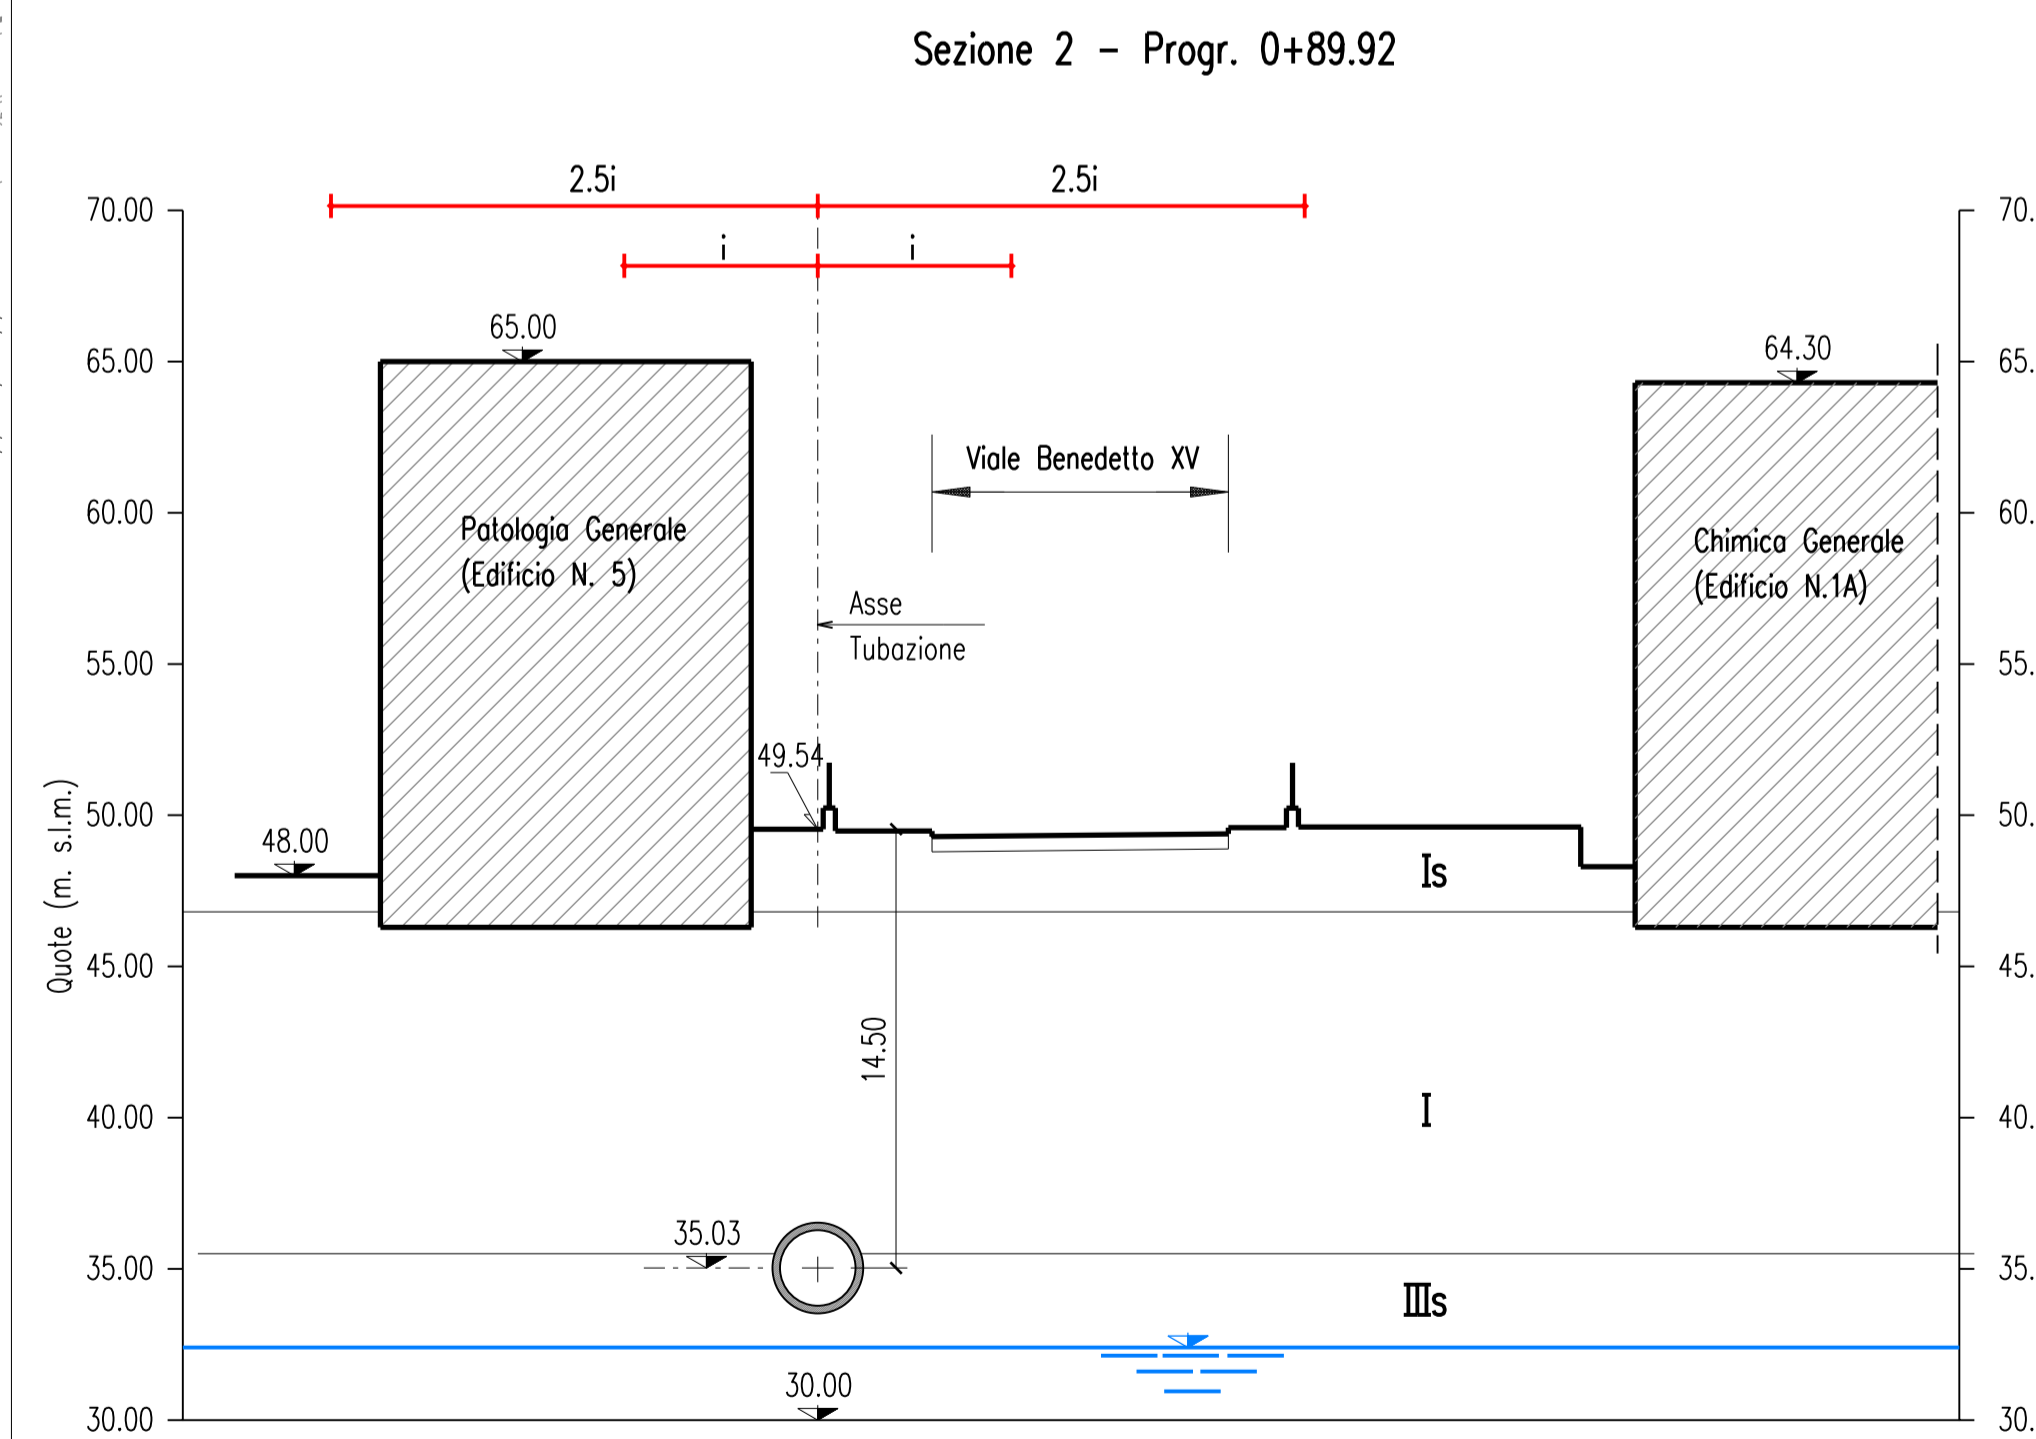 Sezione 2 - Progr. 0+89.92
2.5i
2.5i
i
i
70.00
70.
65.00
64.30
65.00
65.
Viale Benedetto XV
60.00
60.
Patologia Generale
(Edificio N. 5)
Chimica Generale
(Edificio N.1A)
Asse
Tubazione
55.00
55.
49.54
50.00
50.
48.00
Is
Quote (m. s.l.m.)
45.00
45.
14.50
40.00
I
40.
35.03
35.00
35.
IIIs
30.00
30.00
30.